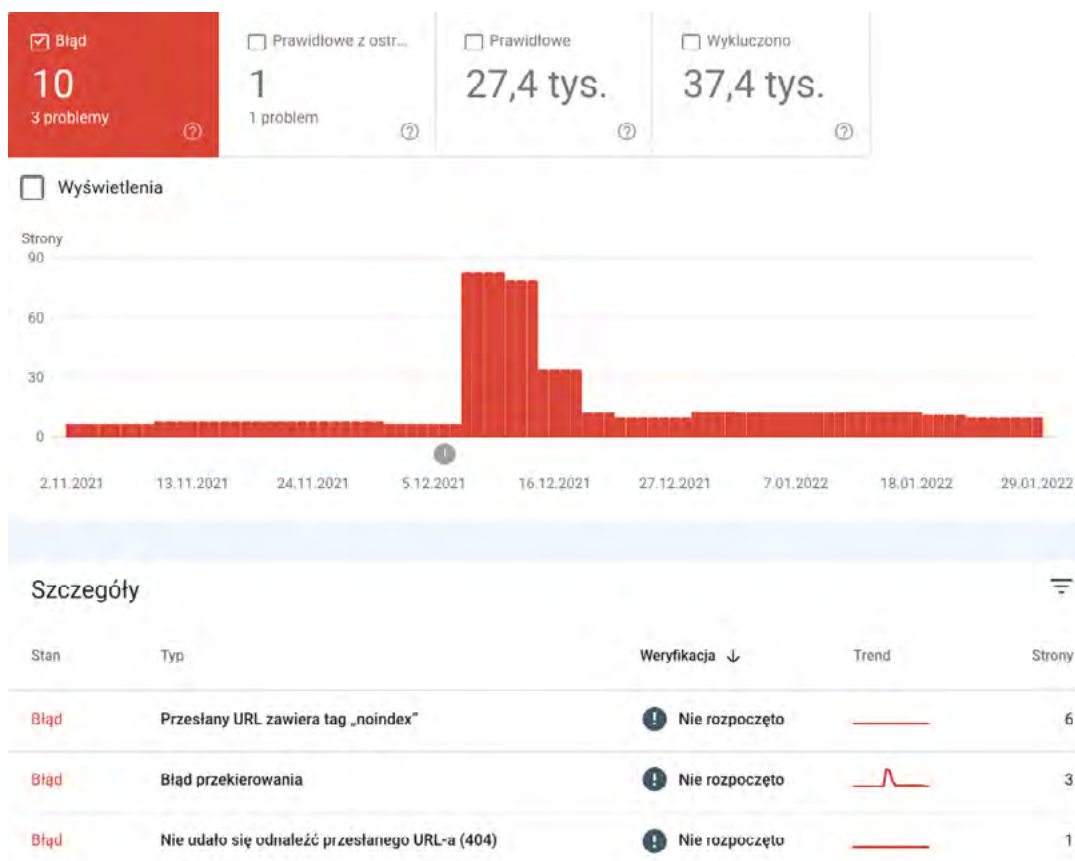 Błąd
Prawidłowe z ostr...
Prawidłowe
Wykluczono
10
1
27,4 tys.
37,4 tys.
3 problemy
1 problem
Wyświetlenia
Strony
90
60
30
0
2.11.2021 13.11.2021 24.11.2021 5.12.2021 16.12.2021 27.12.2021 7.01.2022 18.01.2022 29.01.2022
Szczegóły
Stan Typ Weryfikacja ↓ Trend Strony
Błąd Przesłany URL zawiera tag „noindex” Nie rozpoczęto 6
Błąd Błąd przekierowania Nie rozpoczęto 3
Błąd Nie udało się odnaleźć przesłanego URL-a (404) Nie rozpoczęto 1